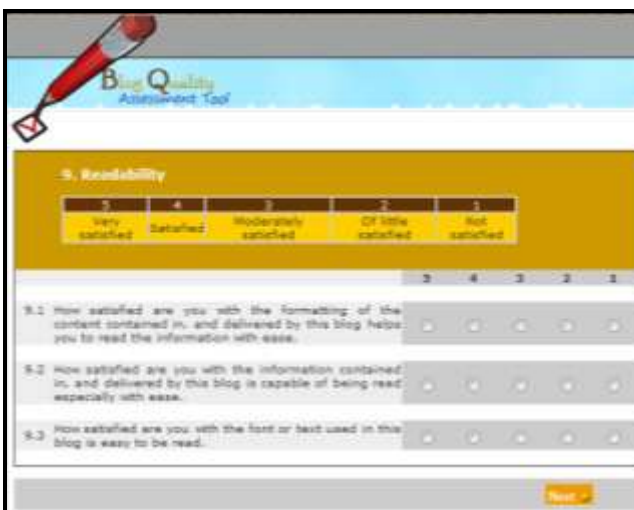 Blog Quality
Assessment Tool
9. Readability
5 4 3 2 1
Very satisfied Satisfied Moderately satisfied Of little satisfied Not satisfied
5 4 3 2 1
9.1 How satisfied are you with the formatting of the
content contained in, and delivered by this blog helps
you to read the information with ease.
9.2 How satisfied are you with the information contained
in, and delivered by this blog is capable of being read
especially with ease.
9.3 How satisfied are you with the font or text used in this
blog is easy to be read.
Next